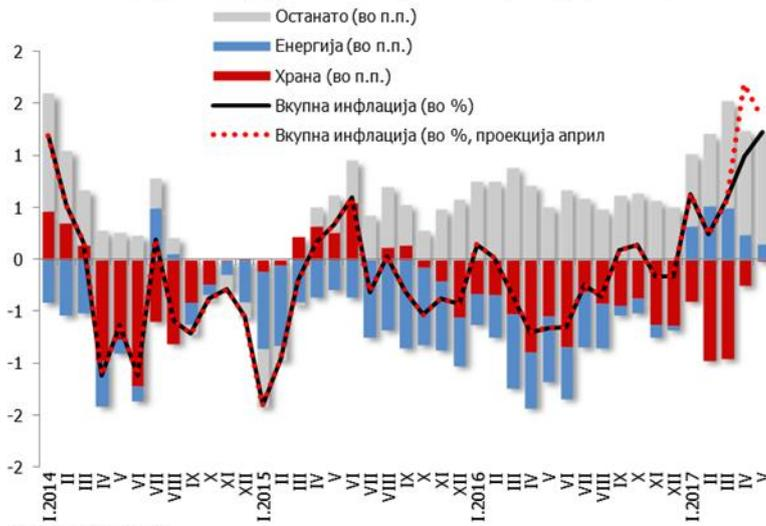 Останато (во п.п.)
Енергија (во п.п.)
Храна (во п.п.)
Вкупна инфлација (во %)
Вкупна инфлација (во %, проекција април
2
2
1
1
0
-1
-1
-2
-2
I.2014 II III IV V VI VII VIII IX X XI XII I.2015 II III IV V VI VII VIII IX X XI XII I.2016 II III IV V VI VII VIII IX X XI XII I.2017 II III IV V